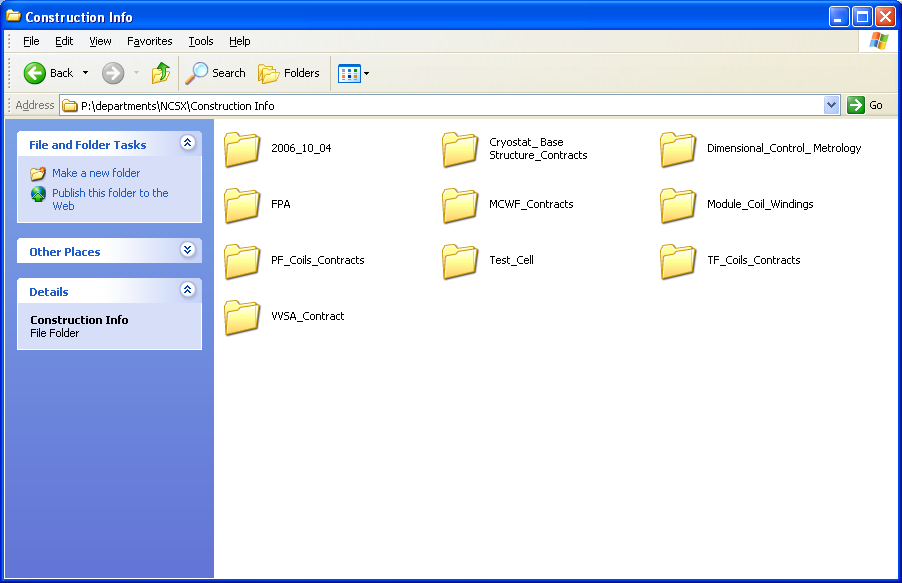 Construction Info
File Edit View Favorites Tools Help
Back Search Folders
Address P:\departments\NCSX\Construction Info Go
File and Folder Tasks
Make a new folder
Publish this folder to the
Web
Other Places
Details
Construction Info
File Folder
2006_10_04
Cryostat_ Base
Structure_Contracts
Dimensional_Control_ Metrology
FPA
MCWF_Contracts
Module_Coil_Windings
PF_Coils_Contracts
Test_Cell
TF_Coils_Contracts
VVSA_Contract